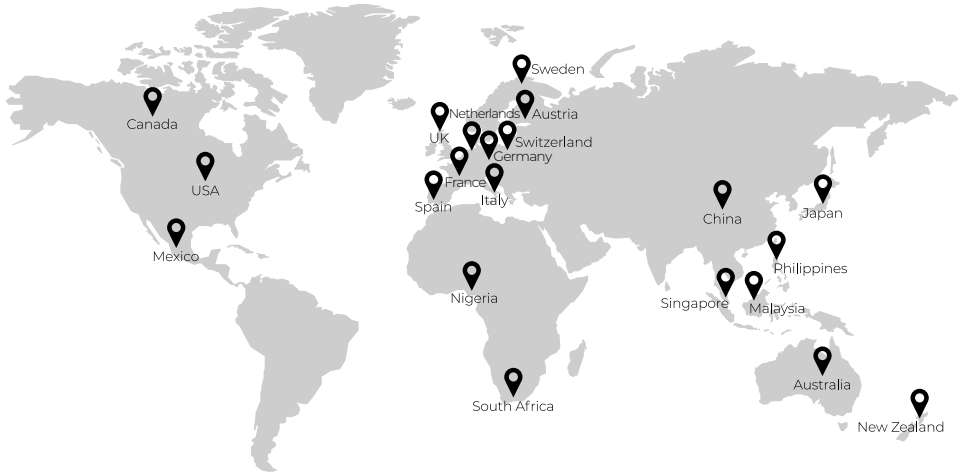 Sweden
Canada
Netherlands
Austria
UK
Switzerland
Germany
France
USA
Italy
Spain
China
Japan
Mexico
Philippines
Nigeria
Singapore
Malaysia
Australia
South Africa
New Zealand